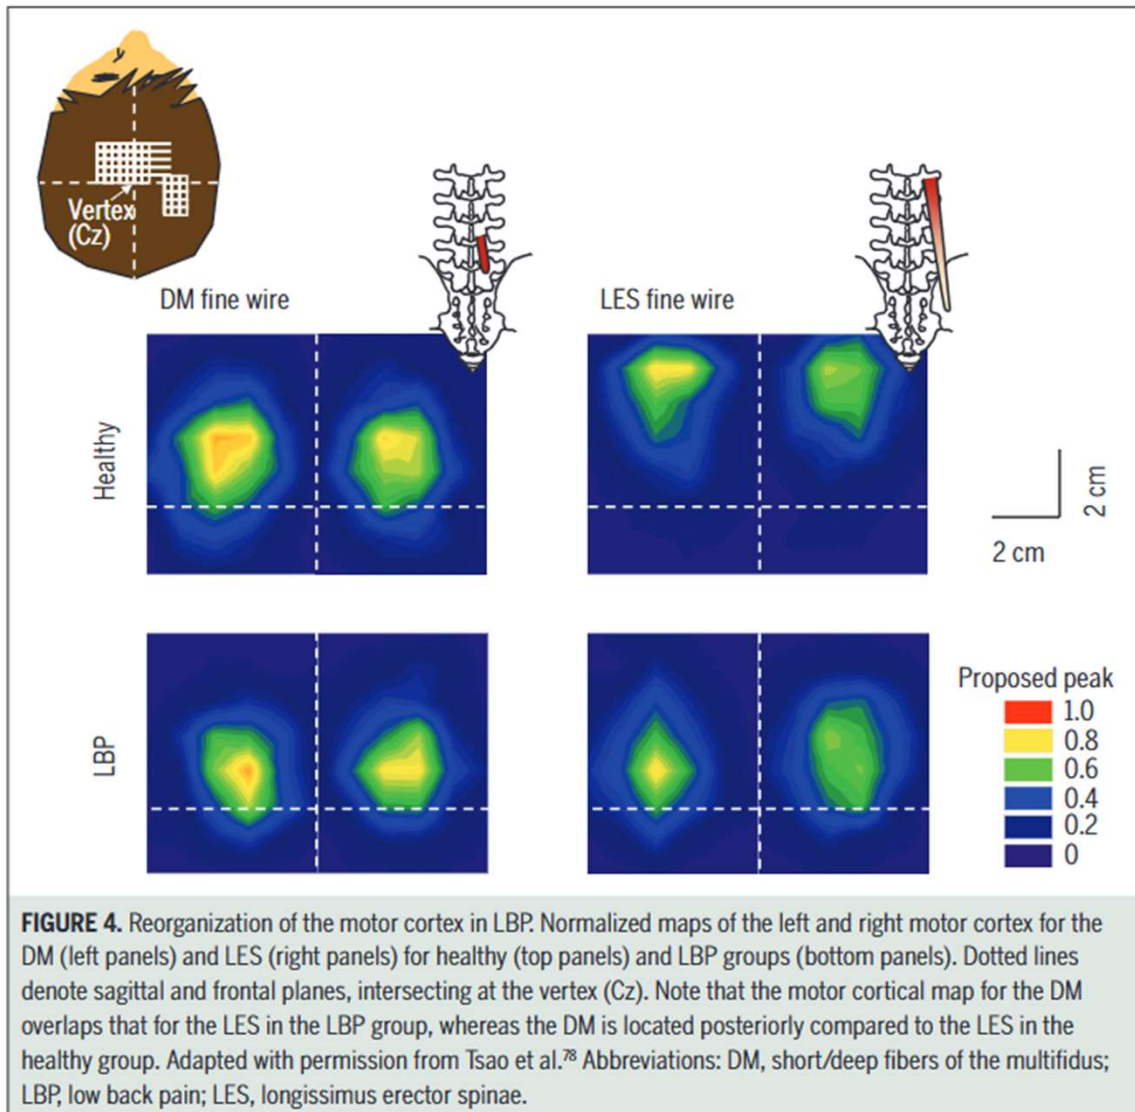 Vertex
(Cz)
DM fine wire
LES fine wire
Healthy
2 cm
2 cm
LBP
Proposed peak
1.0
0.8
0.6
0.4
0.2
0
FIGURE 4. Reorganization of the motor cortex in LBP. Normalized maps of the left and right motor cortex for the
DM (left panels) and LES (right panels) for healthy (top panels) and LBP groups (bottom panels). Dotted lines
denote sagittal and frontal planes, intersecting at the vertex (Cz). Note that the motor cortical map for the DM
overlaps that for the LES in the LBP group, whereas the DM is located posteriorly compared to the LES in the
healthy group. Adapted with permission from Tsao et al.⁷⁸ Abbreviations: DM, short/deep fibers of the multifidus;
LBP, low back pain; LES, longissimus erector spinae.